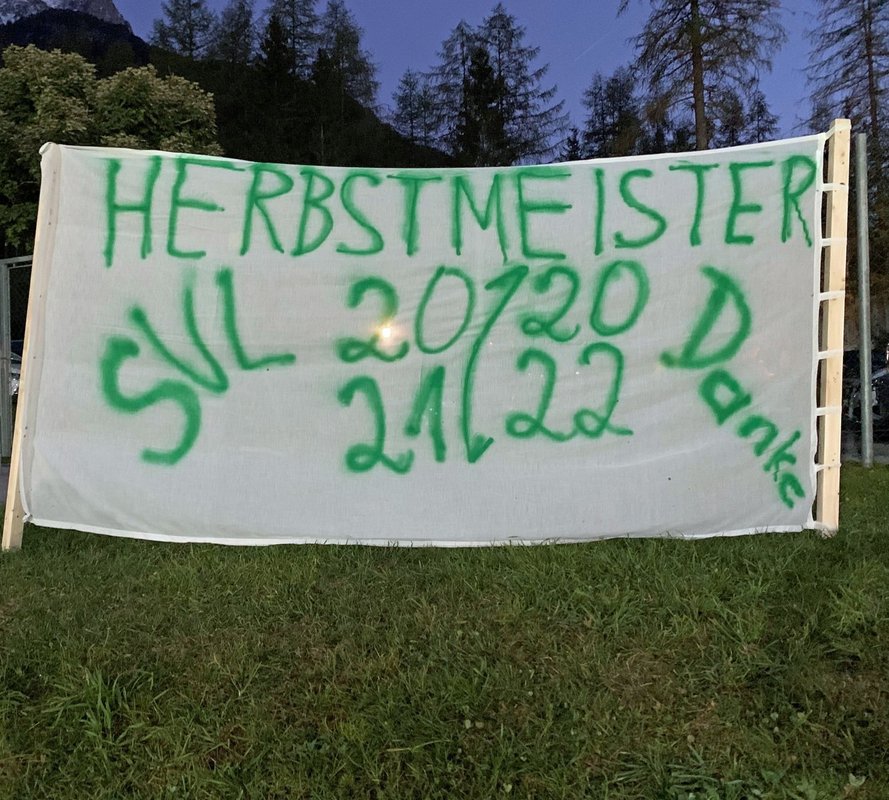 HERBSTMEISTER
SVL 20/20 Danke
21/22